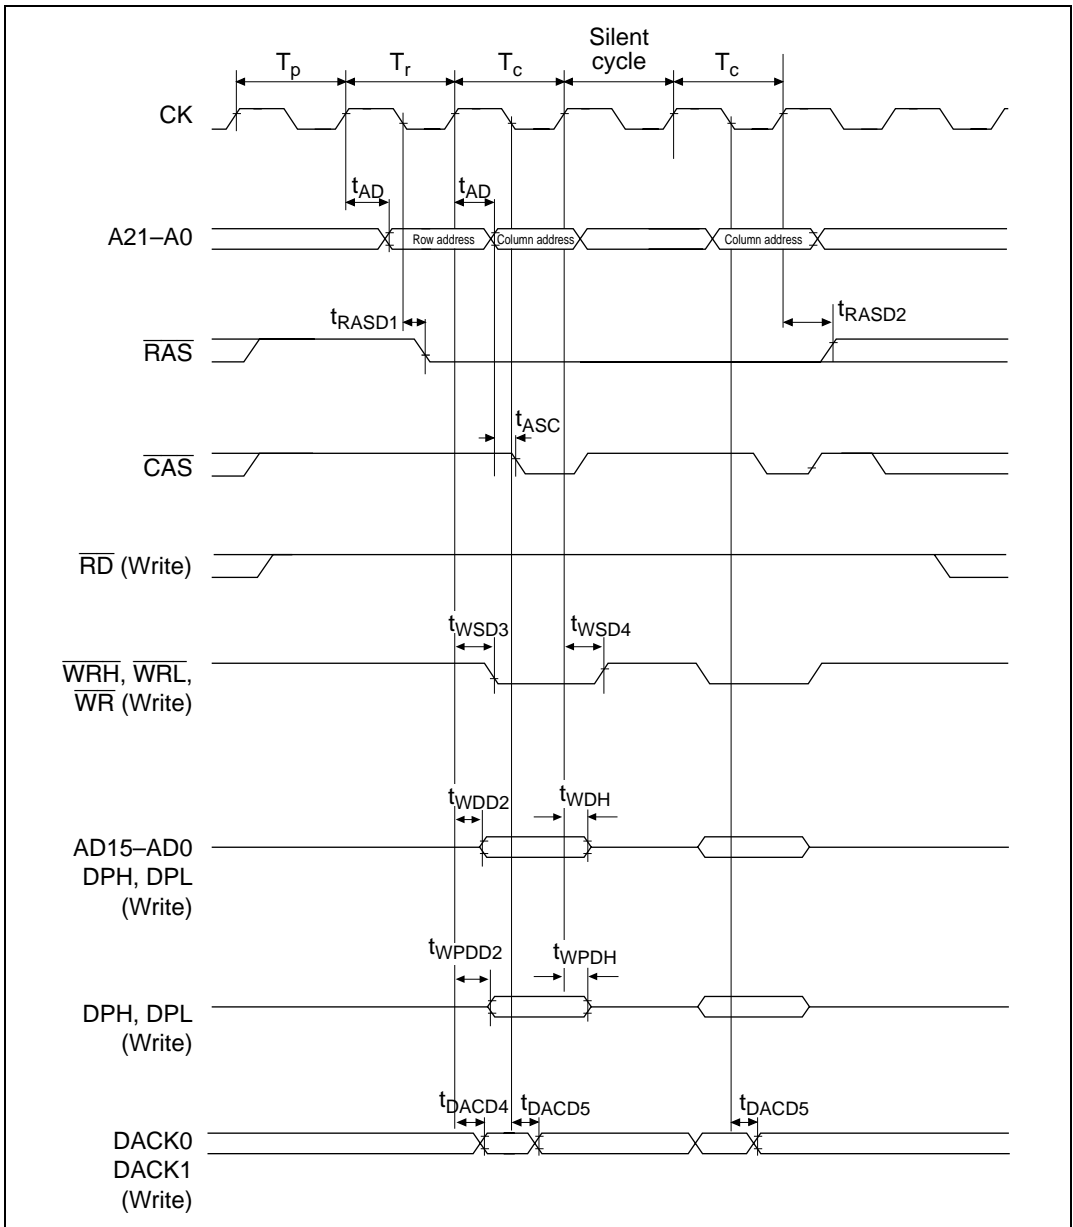 Silent
Tp Tr Tc cycle Tc
CK
tAD tAD
A21–A0 Row address Column address Column address
tRASD1 tRASD2
RAS
tASC
CAS
RD (Write)
tWSD3 tWSD4
WRH, WRL,
WR (Write)
tWDD2 tWDH
AD15–AD0
DPH, DPL
(Write)
tWPDD2 tWPDH
DPH, DPL
(Write)
tDACD4 tDACD5 tDACD5
DACK0
DACK1
(Write)